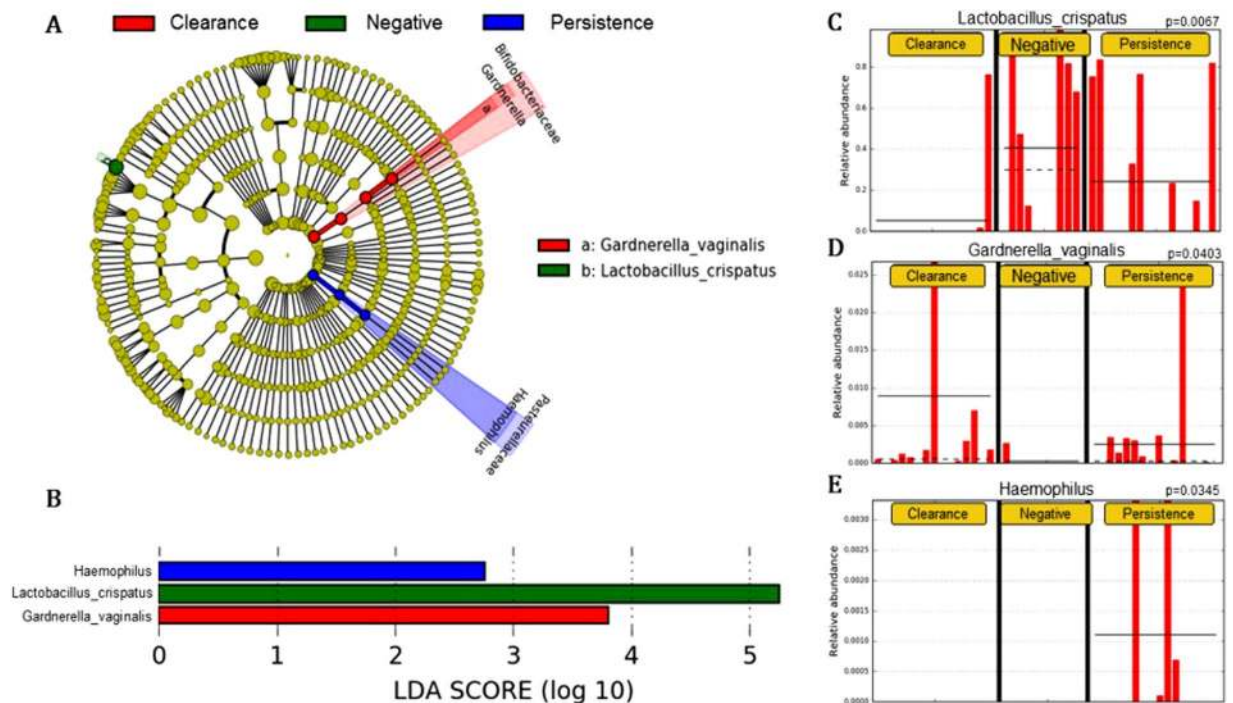 A
Clearance
Negative
Persistence
Bifidobacteriaceae
Gardnerella
a
b
a: Gardnerella_vaginalis
b: Lactobacillus_crispatus
Haemophilus
Pasteurellaceae
B
Haemophilus
Lactobacillus_crispatus
Gardnerella_vaginalis
0 1 2 3 4 5
LDA SCORE (log 10)
C
Lactobacillus_crispatus
p=0.0067
Clearance
Negative
Persistence
Relative abundance
0.8
0.6
0.4
0.2
0.0
D
Gardnerella_vaginalis
p=0.0403
Clearance
Negative
Persistence
Relative abundance
0.025
0.020
0.015
0.010
0.005
0.000
E
Haemophilus
p=0.0345
Clearance
Negative
Persistence
Relative abundance
0.0030
0.0025
0.0020
0.0015
0.0010
0.0005
0.0000